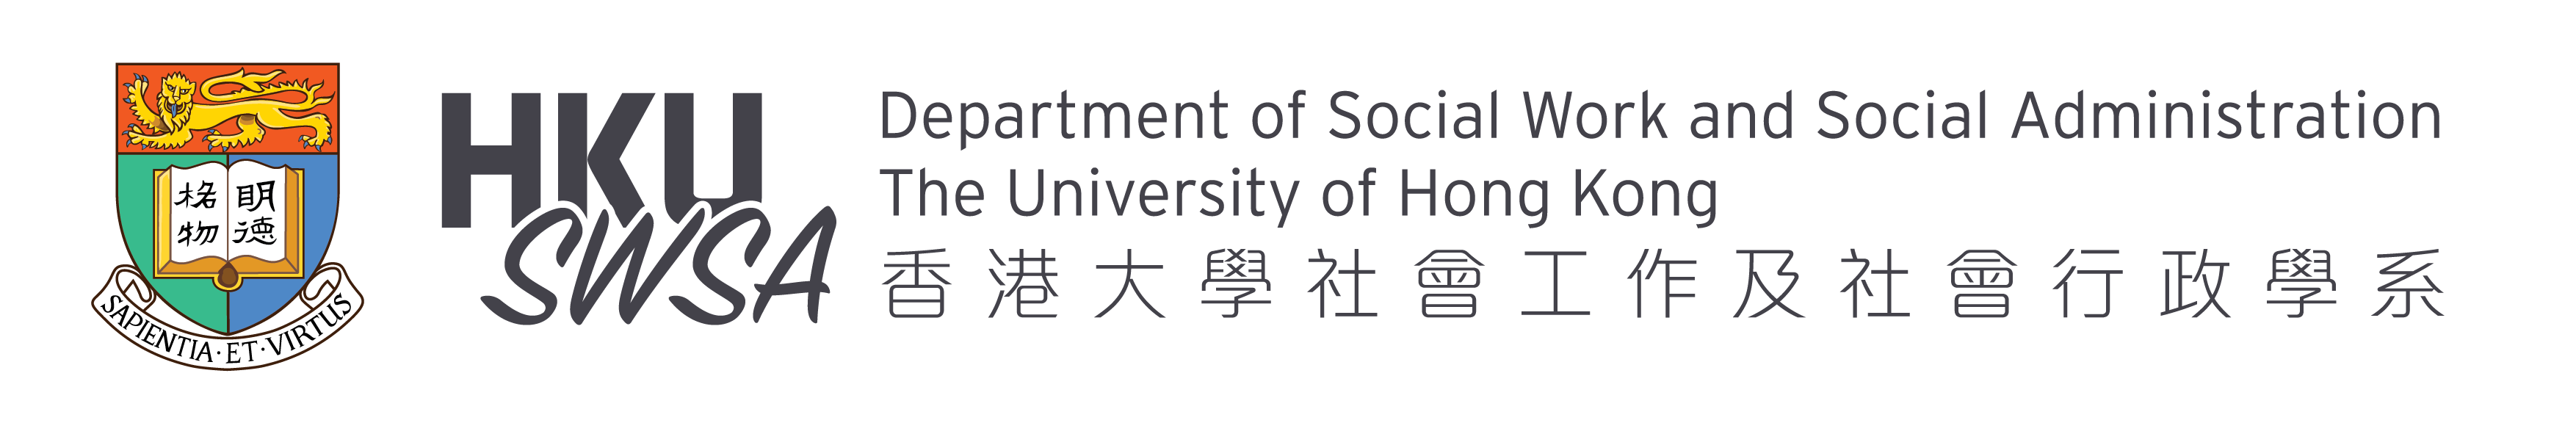 明德
格物
SAPIENTIA·ET·VIRTUS
HKU
SWSA
Department of Social Work and Social Administration
The University of Hong Kong
香港大學社會工作及社會行政學系